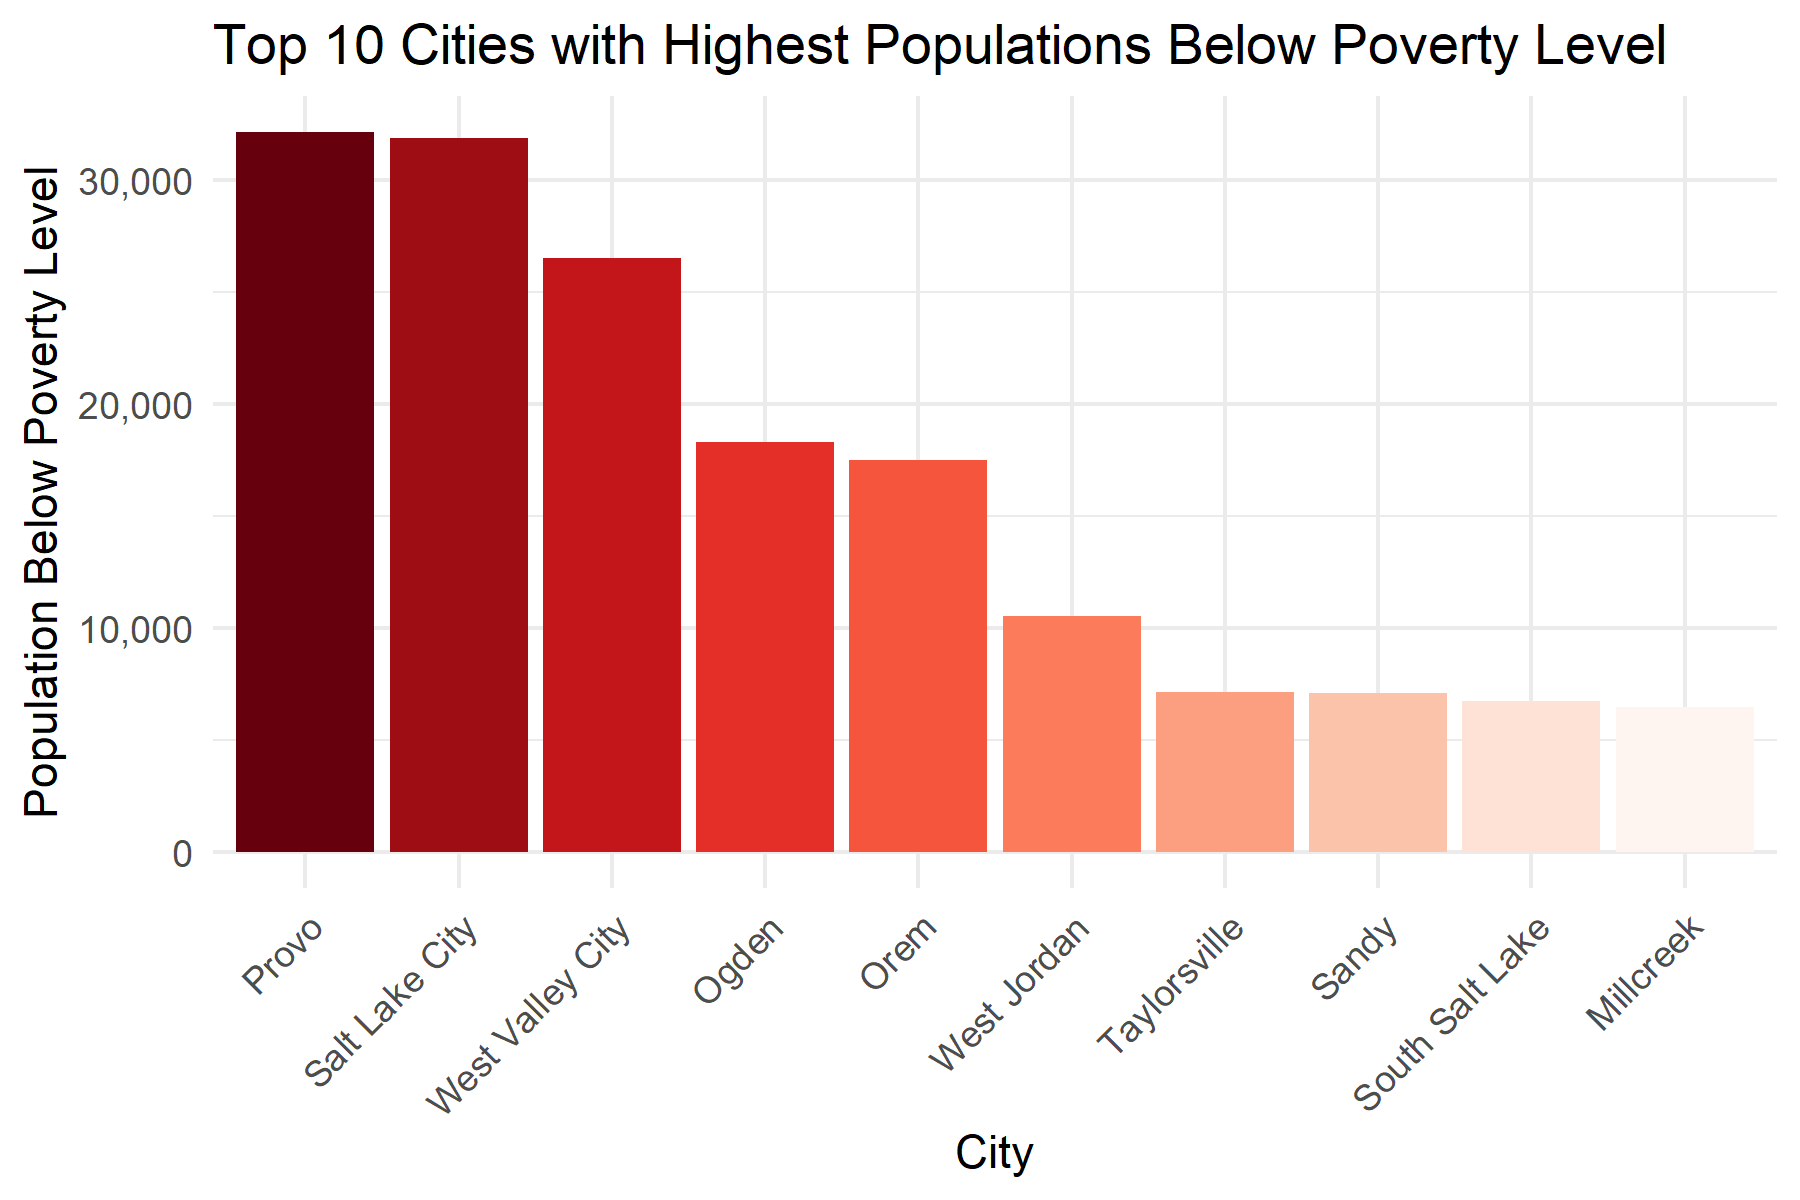 Top 10 Cities with Highest Populations Below Poverty Level
Population Below Poverty Level
30,000
20,000
10,000
0
Provo
Salt Lake City
West Valley City
Ogden
Orem
West Jordan
Taylorsville
Sandy
South Salt Lake
Millcreek
City